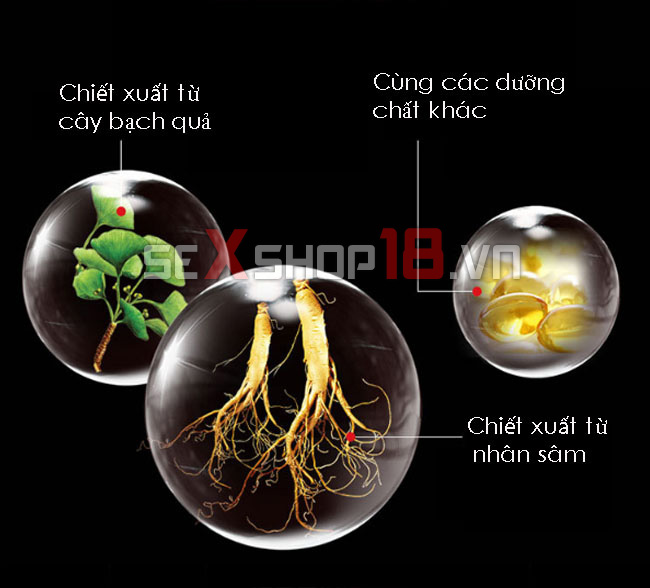 Chiết xuất từ
cây bạch quả
Cùng các dưỡng
chất khác
seXshop18.vn
Chiết xuất từ
nhân sâm